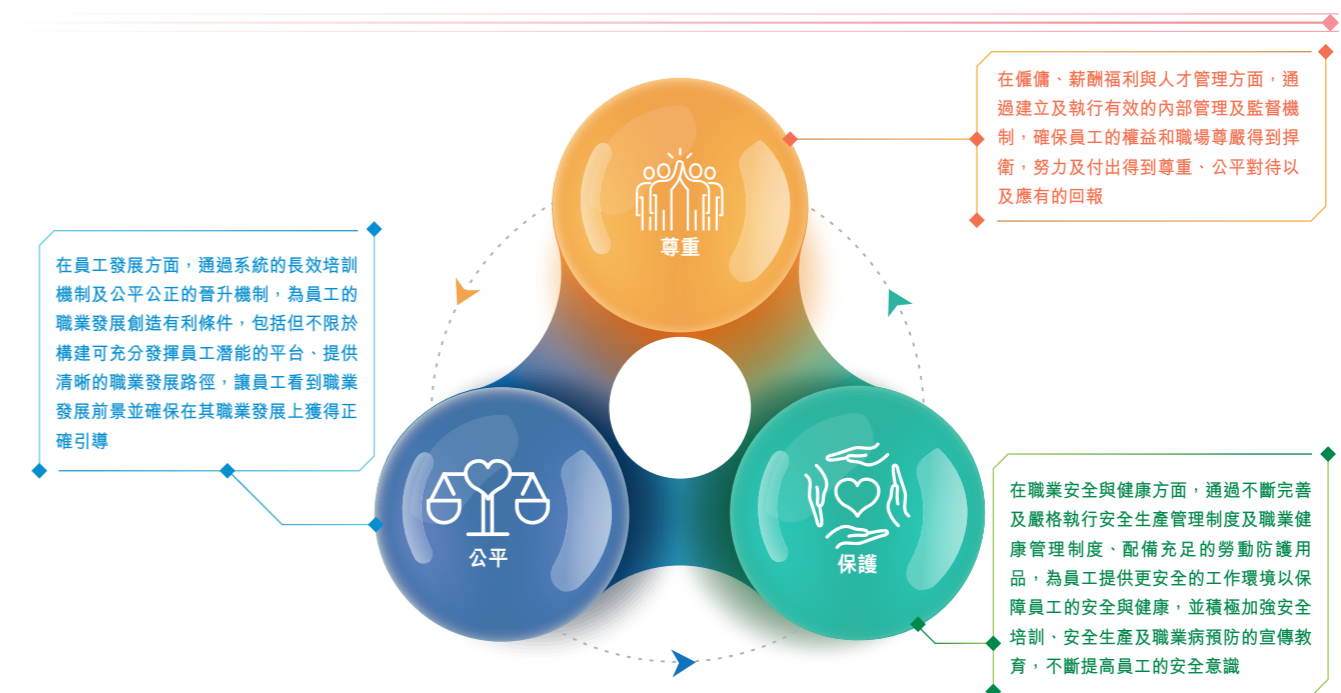 在僱傭、薪酬福利與人才管理方面，通
過建立及執行有效的內部管理及監督機
制，確保員工的權益和職場尊嚴得到捍
衛，努力及付出得到尊重、公平對待以
及應有的回報
尊重
在員工發展方面，通過系統的長效培訓
機制及公平公正的晉升機制，為員工的
職業發展創造有利條件，包括但不限於
構建可充分發揮員工潛能的平台、提供
清晰的職業發展路徑，讓員工看到職業
發展前景並確保在其職業發展上獲得正
確引導
公平
保護
在職業安全與健康方面，通過不斷完善
及嚴格執行安全生產管理制度及職業健
康管理制度、配備充足的勞動防護用
品，為員工提供更安全的工作環境以保
障員工的安全與健康，並積極加強安全
培訓、安全生產及職業病預防的宣傳教
育，不斷提高員工的安全意識